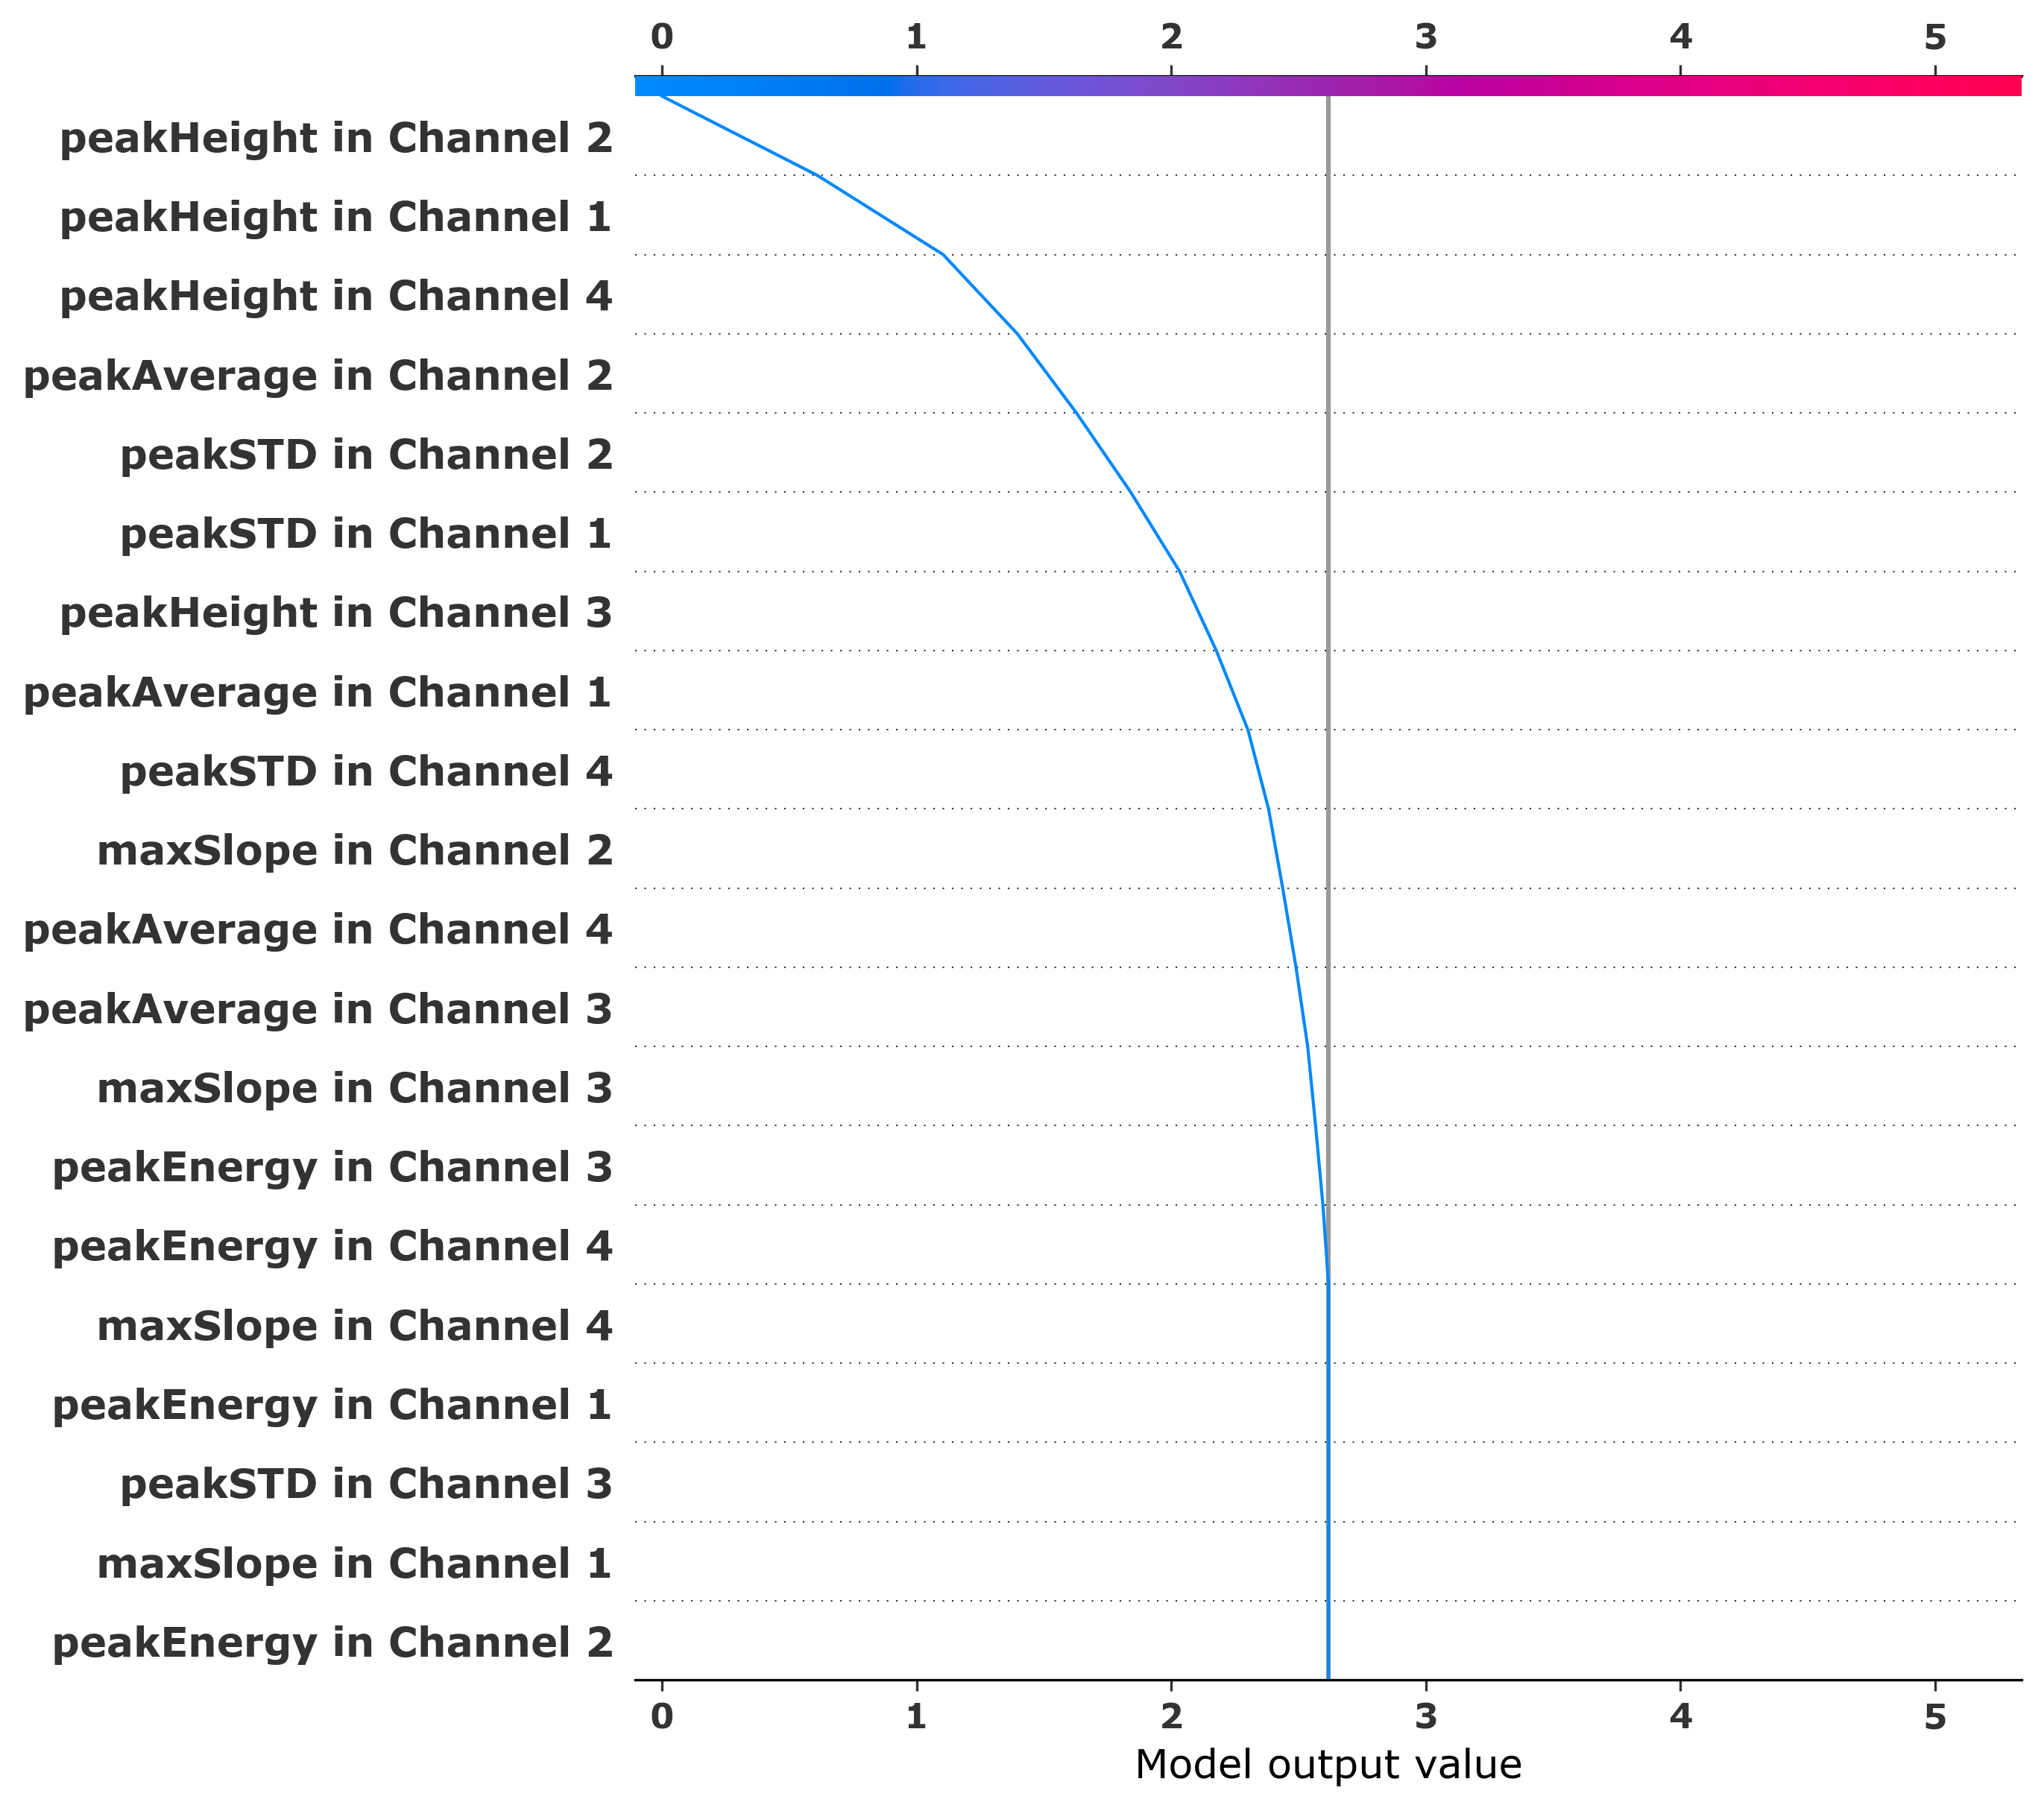 0 1 2 3 4 5
peakHeight in Channel 2
peakHeight in Channel 1
peakHeight in Channel 4
peakAverage in Channel 2
peakSTD in Channel 2
peakSTD in Channel 1
peakHeight in Channel 3
peakAverage in Channel 1
peakSTD in Channel 4
maxSlope in Channel 2
peakAverage in Channel 4
peakAverage in Channel 3
maxSlope in Channel 3
peakEnergy in Channel 3
peakEnergy in Channel 4
maxSlope in Channel 4
peakEnergy in Channel 1
peakSTD in Channel 3
maxSlope in Channel 1
peakEnergy in Channel 2
0 1 2 3 4 5
Model output value